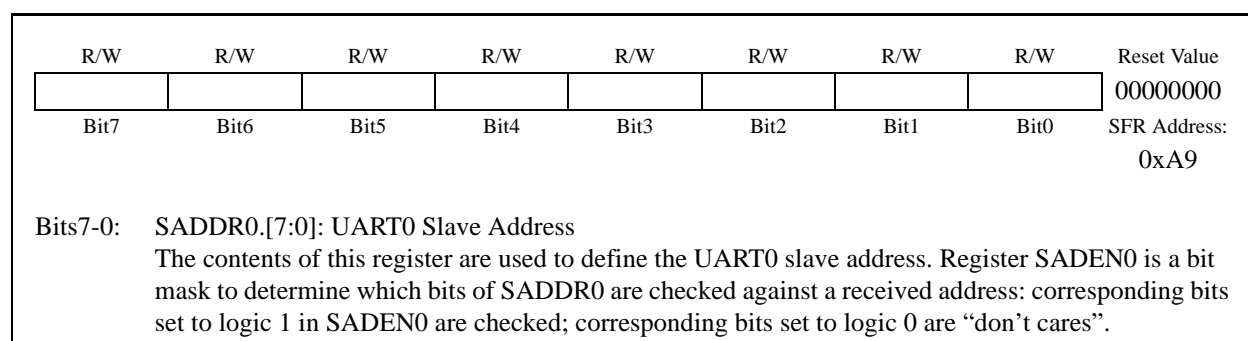 R/W R/W R/W R/W R/W R/W R/W R/W Reset Value
00000000
Bit7 Bit6 Bit5 Bit4 Bit3 Bit2 Bit1 Bit0 SFR Address:
0xA9
Bits7-0: SADDR0.[7:0]: UART0 Slave Address
The contents of this register are used to define the UART0 slave address. Register SADEN0 is a bit
mask to determine which bits of SADDR0 are checked against a received address: corresponding bits
set to logic 1 in SADEN0 are checked; corresponding bits set to logic 0 are “don’t cares”.